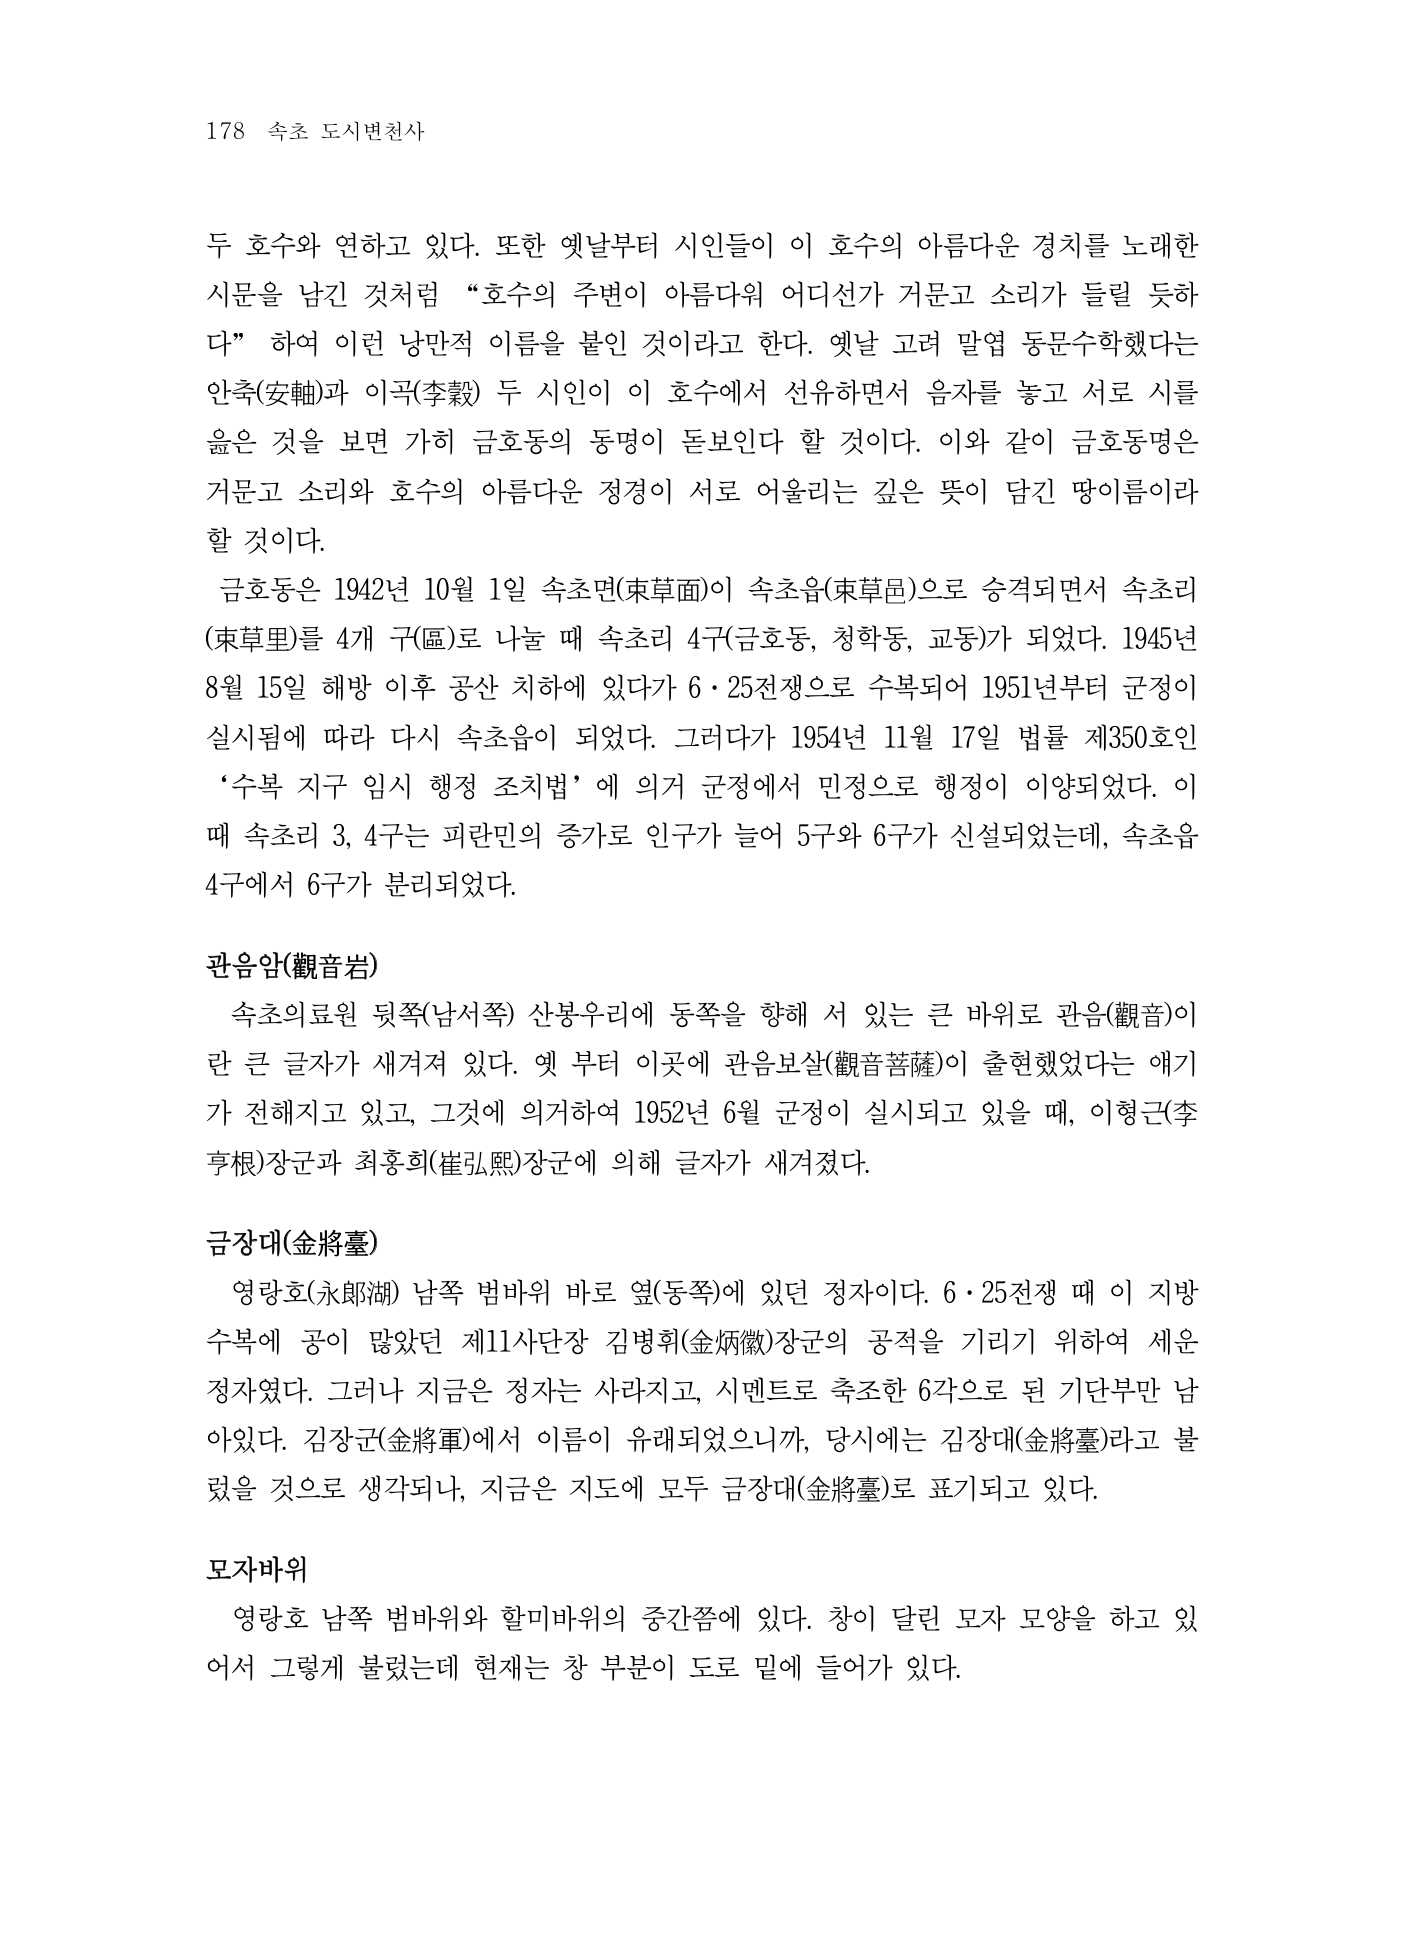 178 속초 도시변천사
두 호수와 연하고 있다. 또한 옛날부터 시인들이 이 호수의 아름다운 경치를 노래한
시문을 남긴 것처럼 “호수의 주변이 아름다워 어디선가 거문고 소리가 들릴 듯하
다” 하여 이런 낭만적 이름을 붙인 것이라고 한다. 옛날 고려 말엽 동문수학했다는
안축(安軸)과 이곡(李穀) 두 시인이 이 호수에서 선유하면서 음자를 놓고 서로 시를
읊은 것을 보면 가히 금호동의 동명이 돋보인다 할 것이다. 이와 같이 금호동명은
거문고 소리와 호수의 아름다운 정경이 서로 어울리는 깊은 뜻이 담긴 땅이름이라
할 것이다.
금호동은 1942년 10월 1일 속초면(束草面)이 속초읍(束草邑)으로 승격되면서 속초리
(束草里)를 4개 구(區)로 나눌 때 속초리 4구(금호동, 청학동, 교동)가 되었다. 1945년
8월 15일 해방 이후 공산 치하에 있다가 6·25전쟁으로 수복되어 1951년부터 군정이
실시됨에 따라 다시 속초읍이 되었다. 그러다가 1954년 11월 17일 법률 제350호인
‘수복 지구 임시 행정 조치법’에 의거 군정에서 민정으로 행정이 이양되었다. 이
때 속초리 3, 4구는 피란민의 증가로 인구가 늘어 5구와 6구가 신설되었는데, 속초읍
4구에서 6구가 분리되었다.
관음암(觀音岩)
속초의료원 뒷쪽(남서쪽) 산봉우리에 동쪽을 향해 서 있는 큰 바위로 관음(觀音)이
란 큰 글자가 새겨져 있다. 옛 부터 이곳에 관음보살(觀音菩薩)이 출현했었다는 얘기
가 전해지고 있고, 그것에 의거하여 1952년 6월 군정이 실시되고 있을 때, 이형근(李
亨根)장군과 최홍희(崔弘熙)장군에 의해 글자가 새겨졌다.
금장대(金將臺)
영랑호(永郞湖) 남쪽 범바위 바로 옆(동쪽)에 있던 정자이다. 6·25전쟁 때 이 지방
수복에 공이 많았던 제11사단장 김병휘(金炳徽)장군의 공적을 기리기 위하여 세운
정자였다. 그러나 지금은 정자는 사라지고, 시멘트로 축조한 6각으로 된 기단부만 남
아있다. 김장군(金將軍)에서 이름이 유래되었으니까, 당시에는 김장대(金將臺)라고 불
렀을 것으로 생각되나, 지금은 지도에 모두 금장대(金將臺)로 표기되고 있다.
모자바위
영랑호 남쪽 범바위와 할미바위의 중간쯤에 있다. 창이 달린 모자 모양을 하고 있
어서 그렇게 불렀는데 현재는 창 부분이 도로 밑에 들어가 있다.